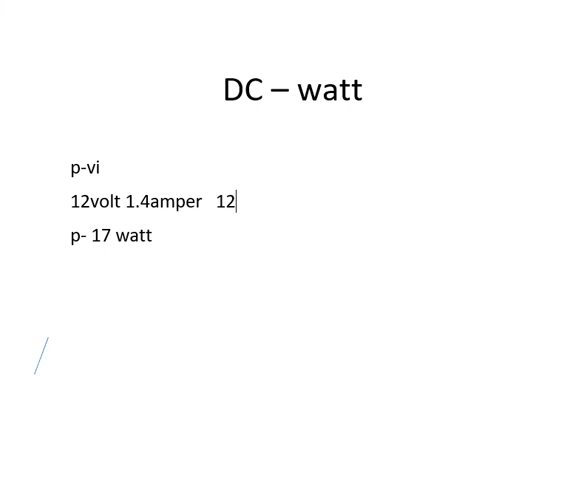 DC – watt
p-vi
12volt 1.4amper   12
p- 17 watt